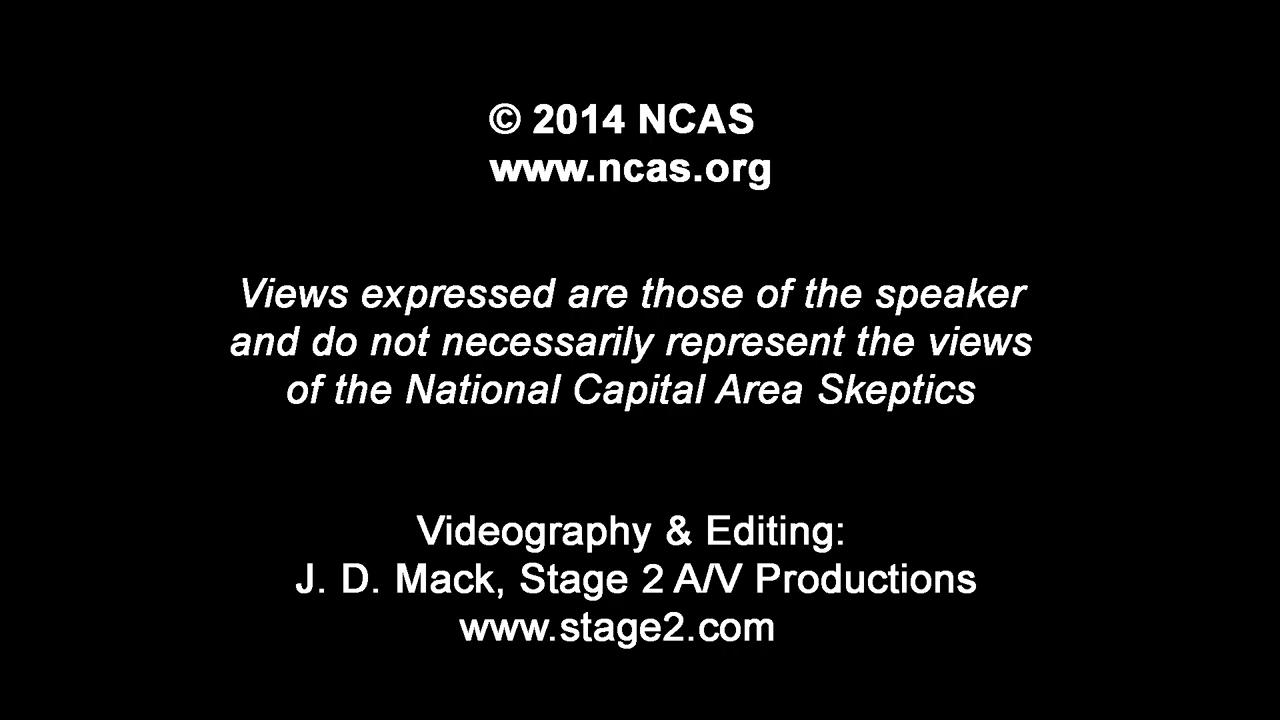 © 2014 NCAS
www.ncas.org
Views expressed are those of the speaker
and do not necessarily represent the views
of the National Capital Area Skeptics
Videography & Editing:
J. D. Mack, Stage 2 A/V Productions
www.stage2.com